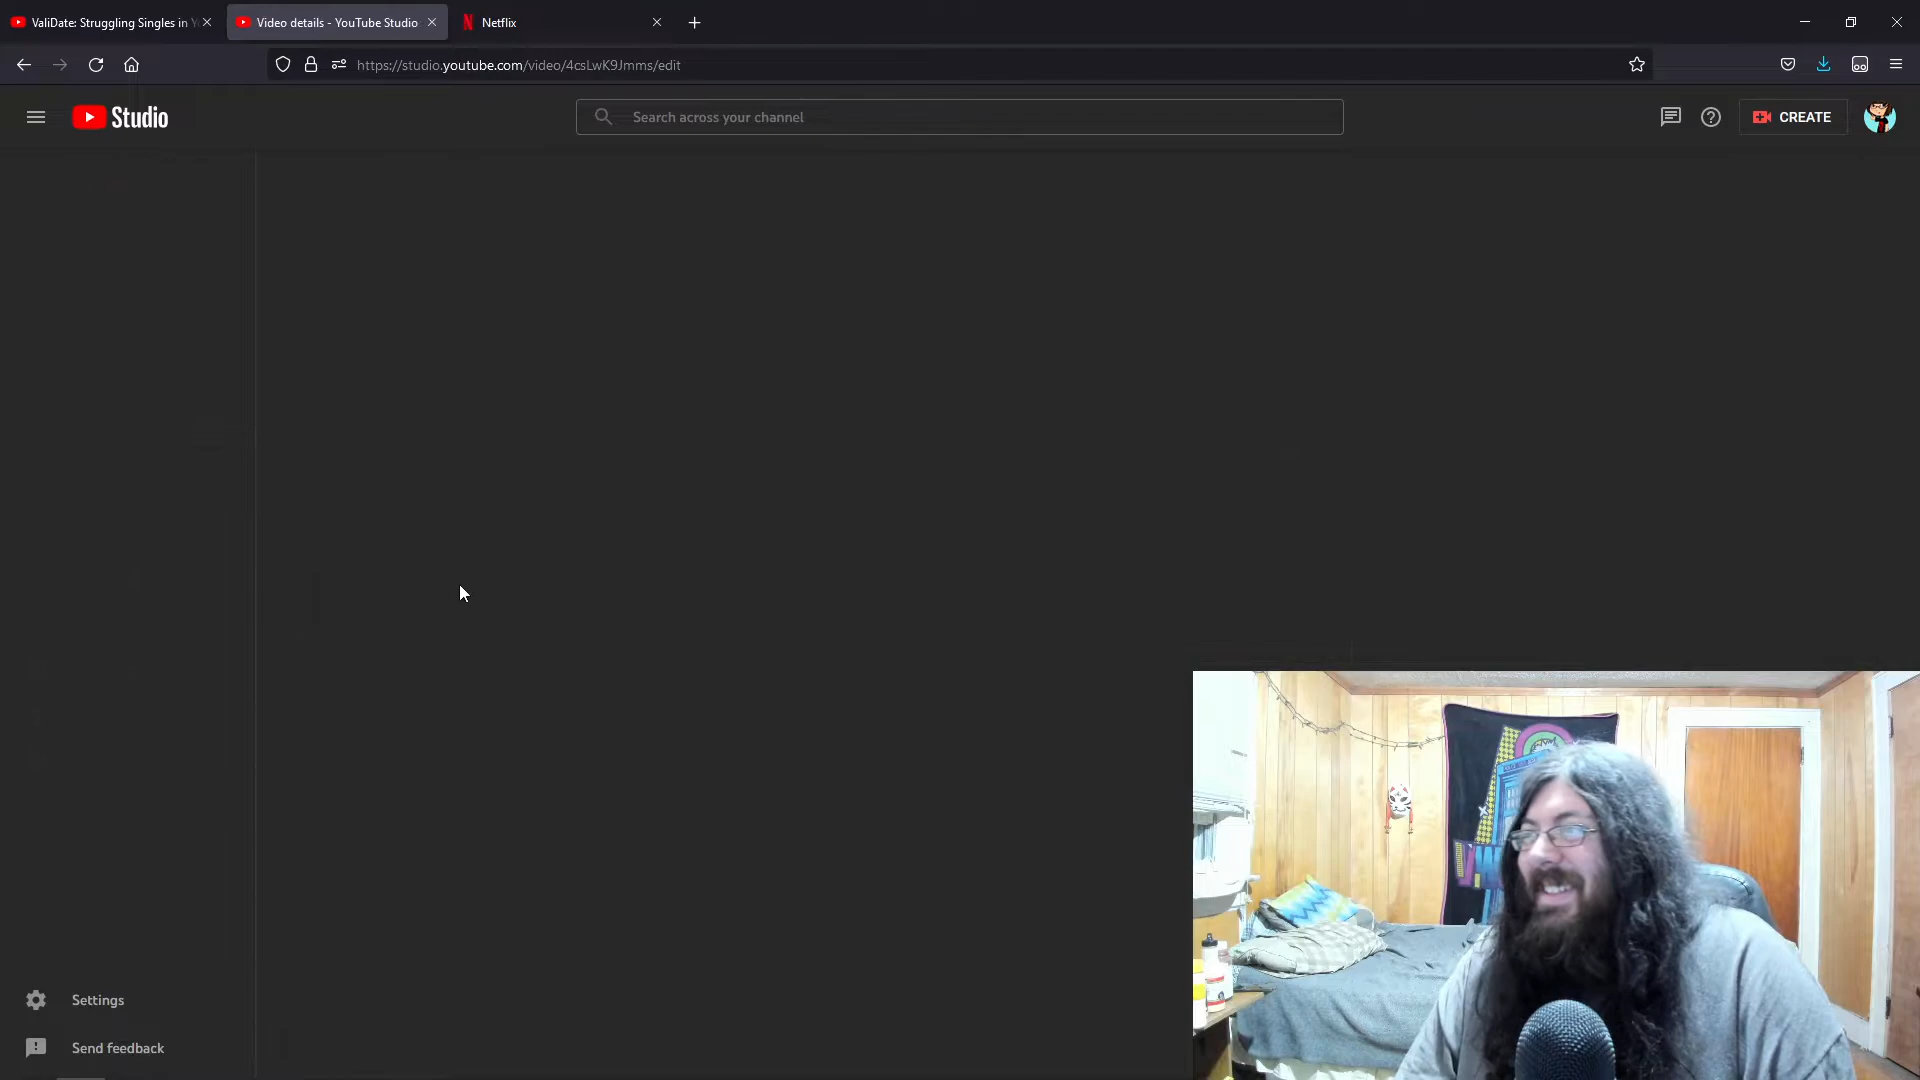 ValiDate: Struggling Singles in Y
Video details - YouTube Studio
Netflix
https://studio.youtube.com/video/4csLwK9Jmms/edit
Studio
Search across your channel
CREATE
Settings
Send feedback